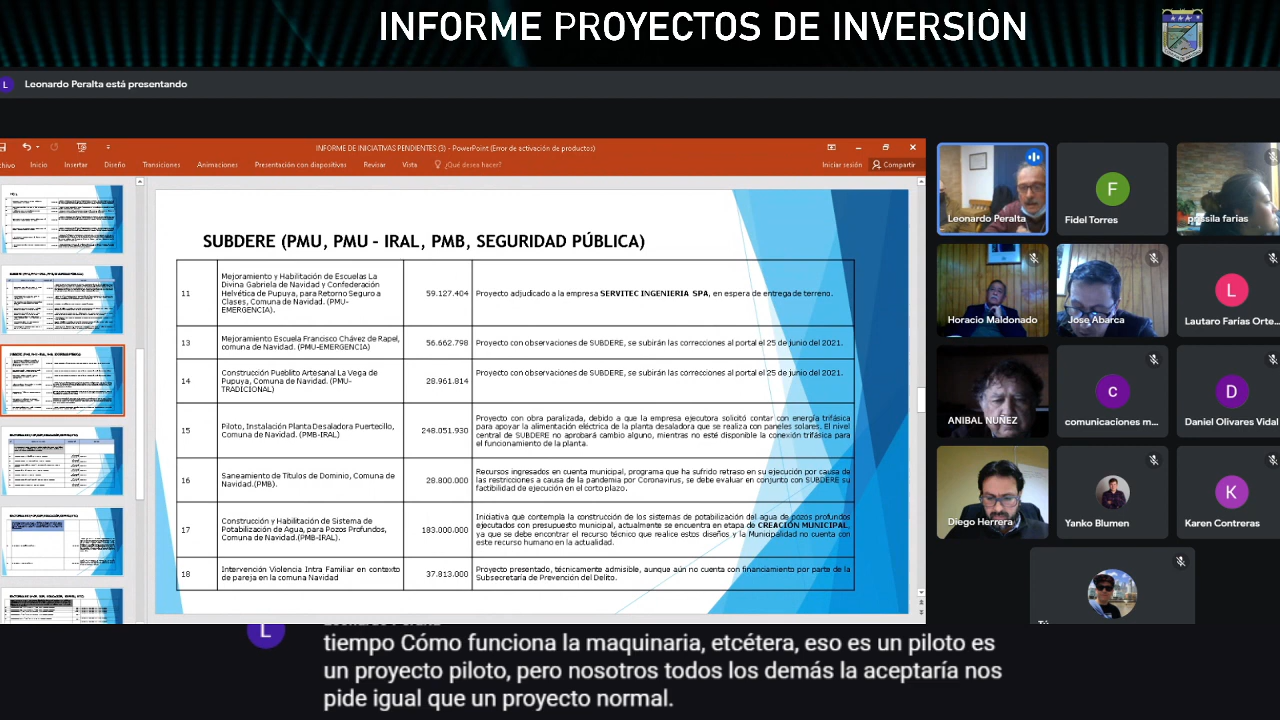 INFORME PROYECTOS DE INVERSIÓN
L
Leonardo Peralta está presentando
INFORME DE INICIATIVAS PENDIENTES (3) - PowerPoint (Error de activación de productos)
chivo
Inicio
Insertar
Diseño
Transiciones
Animaciones
Presentación con diapositivas
Revisar
Vista
¿Qué desea hacer?
Iniciar sesión
Compartir
SUBDERE (PMU, PMU – IRAL, PMB, SEGURIDAD PÚBLICA)
11
Mejoramiento y Habilitación de Escuelas La
Divina Gabriela de Navidad y Confederación
Helvética de Pupuya, para Retorno Seguro a
Clases, Comuna de Navidad. (PMU-
EMERGENCIA).
59.127.404
Proyecto adjudicado a la empresa SERVITEC INGENIERIA SPA, en espera de entrega de terreno.
13
Mejoramiento Escuela Francisco Chávez de Rapel,
comuna de Navidad. (PMU-EMERGENCIA)
56.662.798
Proyecto con observaciones de SUBDERE, se subirán las correcciones al portal el 25 de junio del 2021.
14
Construcción Pueblito Artesanal La Vega de
Pupuya, Comuna de Navidad. (PMU-
TRADICIONAL)
28.961.814
Proyecto con observaciones de SUBDERE, se subirán las correcciones al portal el 25 de junio del 2021.
15
Piloto, Instalación Planta Desaladora Puertecillo,
Comuna de Navidad. (PMB-IRAL)
248.051.930
Proyecto con obra paralizada, debido a que la empresa ejecutora solicitó contar con energía trifásica
para apoyar la alimentación eléctrica de la planta desaladora que se realiza con paneles solares. El nivel
central de SUBDERE no aprobará cambio alguno, mientras no esté disponible la conexión trifásica para
el funcionamiento de la planta.
16
Saneamiento de Títulos de Dominio, Comuna de
Navidad.(PMB).
28.800.000
Recursos ingresados en cuenta municipal, programa que ha sufrido retraso en su ejecución por causa de
las restricciones a causa de la pandemia por Coronavirus, se debe evaluar en conjunto con SUBDERE su
factibilidad de ejecución en el corto plazo.
17
Construcción y Habilitación de Sistema de
Potabilización de Agua, para Pozos Profundos,
Comuna de Navidad.(PMB-IRAL).
183.000.000
Iniciativa que contempla la construcción de los sistemas de potabilización del agua de pozos profundos
ejecutados con presupuesto municipal, actualmente se encuentra en etapa de CREACIÓN MUNICIPAL,
ya que se debe encontrar el recurso técnico que realice estos diseños y la Municipalidad no cuenta con
este recurso humano en la actualidad.
18
Intervención Violencia Intra Familiar en contexto
de pareja en la comuna Navidad
37.813.000
Proyecto presentado, técnicamente admisible, aunque aún no cuenta con financiamiento por parte de la
Subsecretaría de Prevención del Delito.
Leonardo Peralta
F
Fidel Torres
prissila farias
Horacio Maldonado
Jose Abarca
L
Lautaro Farías Orte...
ANIBAL NUÑEZ
c
comunicaciones m...
D
Daniel Olivares Vidal
Diego Herrera
Yanko Blumen
K
Karen Contreras
L
tiempo Cómo funciona la maquinaria, etcétera, eso es un piloto es
un proyecto piloto, pero nosotros todos los demás la aceptaría nos
pide igual que un proyecto normal.